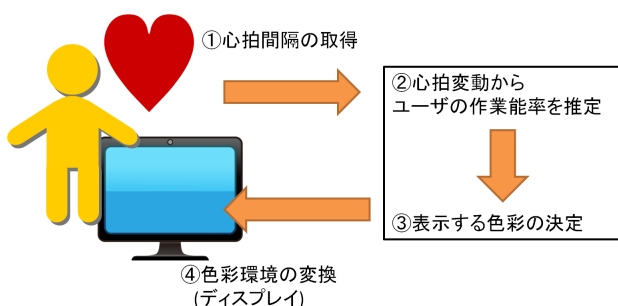 ①心拍間隔の取得
②心拍変動から
ユーザの作業能率を推定
③表示する色彩の決定
④色彩環境の変換
(ディスプレイ)